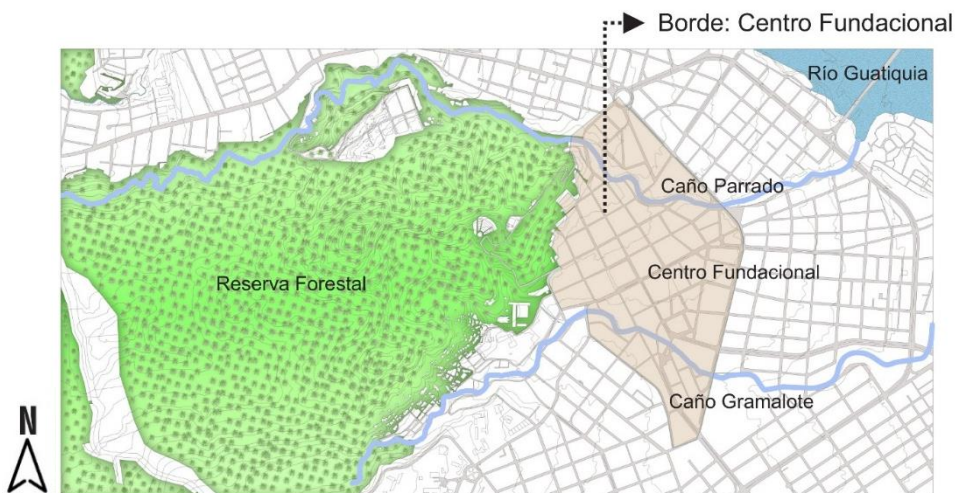 Borde: Centro Fundacional
Río Guatiquia
Caño Parrado
Centro Fundacional
Reserva Forestal
Caño Gramalote
N